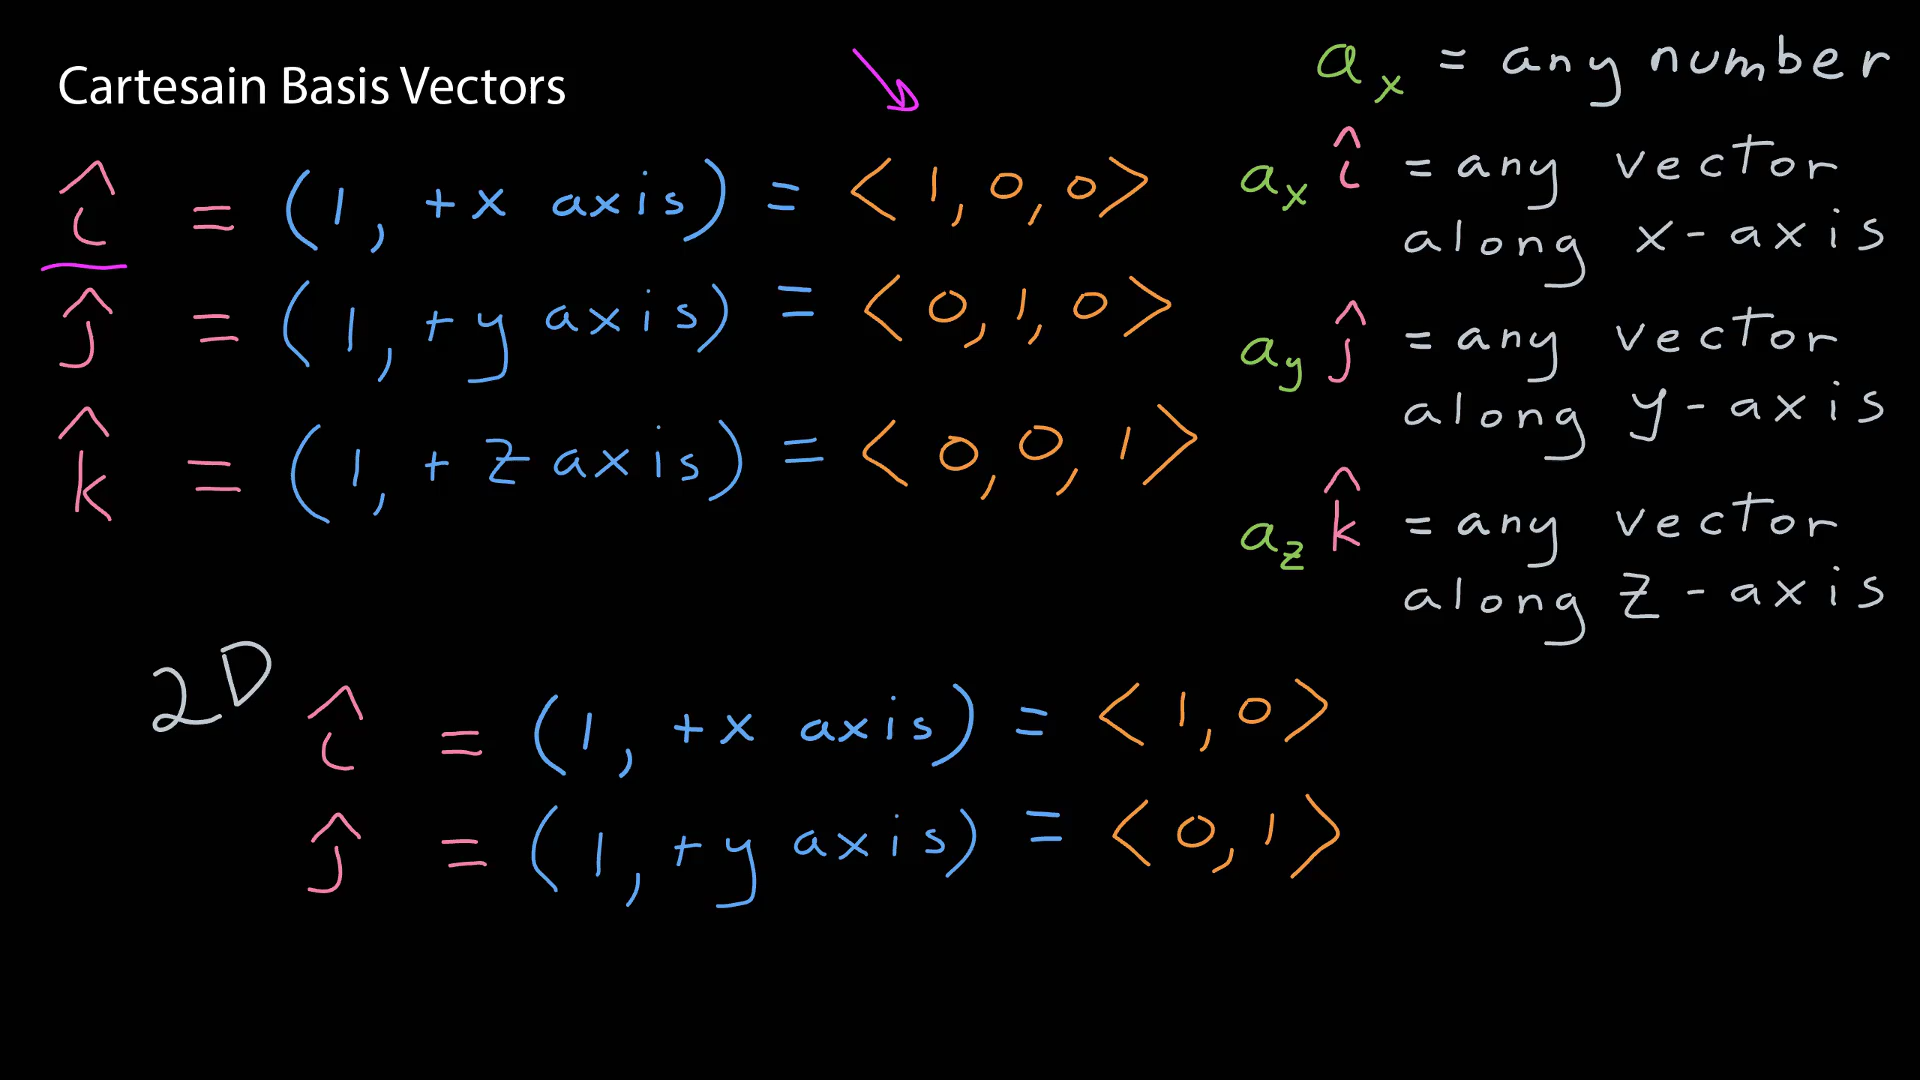 Cartesain Basis Vectors
î = (1, +x axis) = <1, 0, 0>
ĵ = (1, +y axis) = <0, 1, 0>
k̂ = (1, +z axis) = <0, 0, 1>
a_x = any number
a_x î = any vector
along x-axis
a_y ĵ = any vector
along y-axis
a_z k̂ = any vector
along z-axis
2D
î = (1, +x axis) = <1, 0>
ĵ = (1, +y axis) = <0, 1>